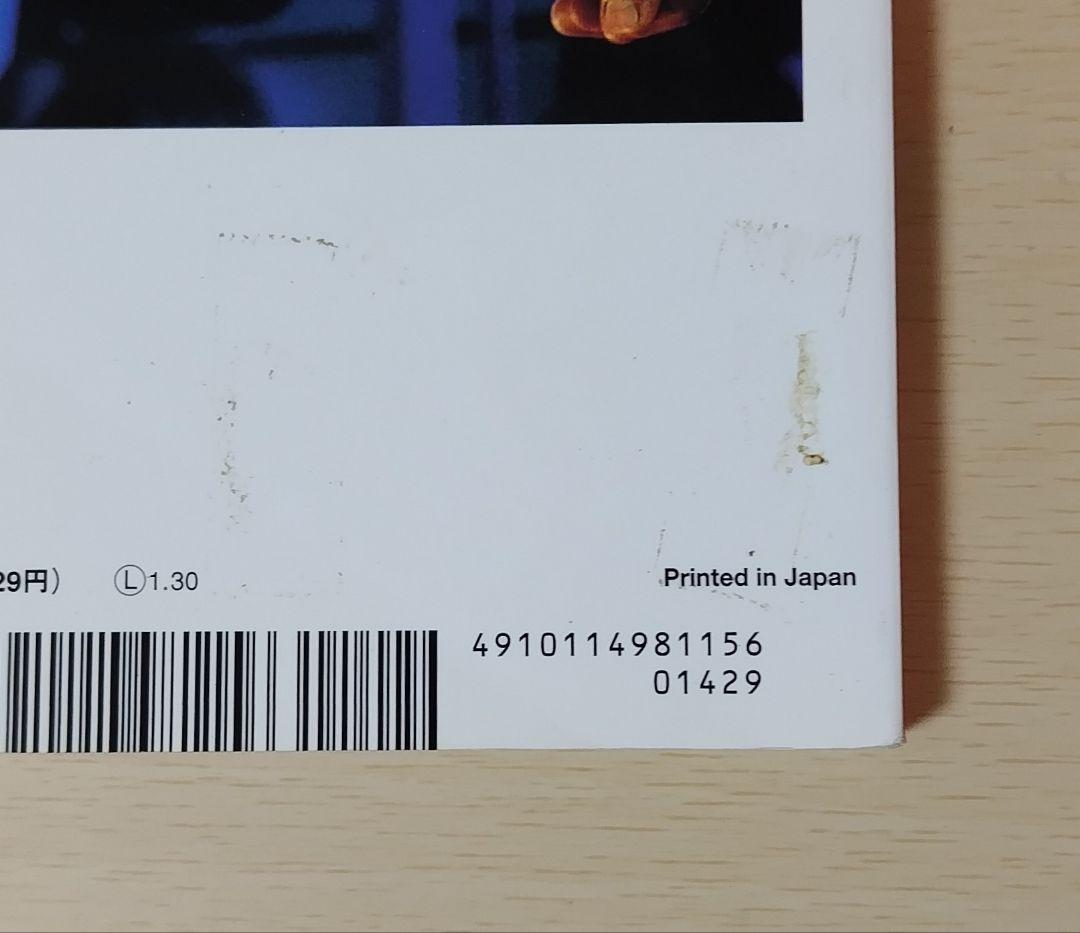 29円） Ⓛ1.30 Printed in Japan
4910114981156
01429